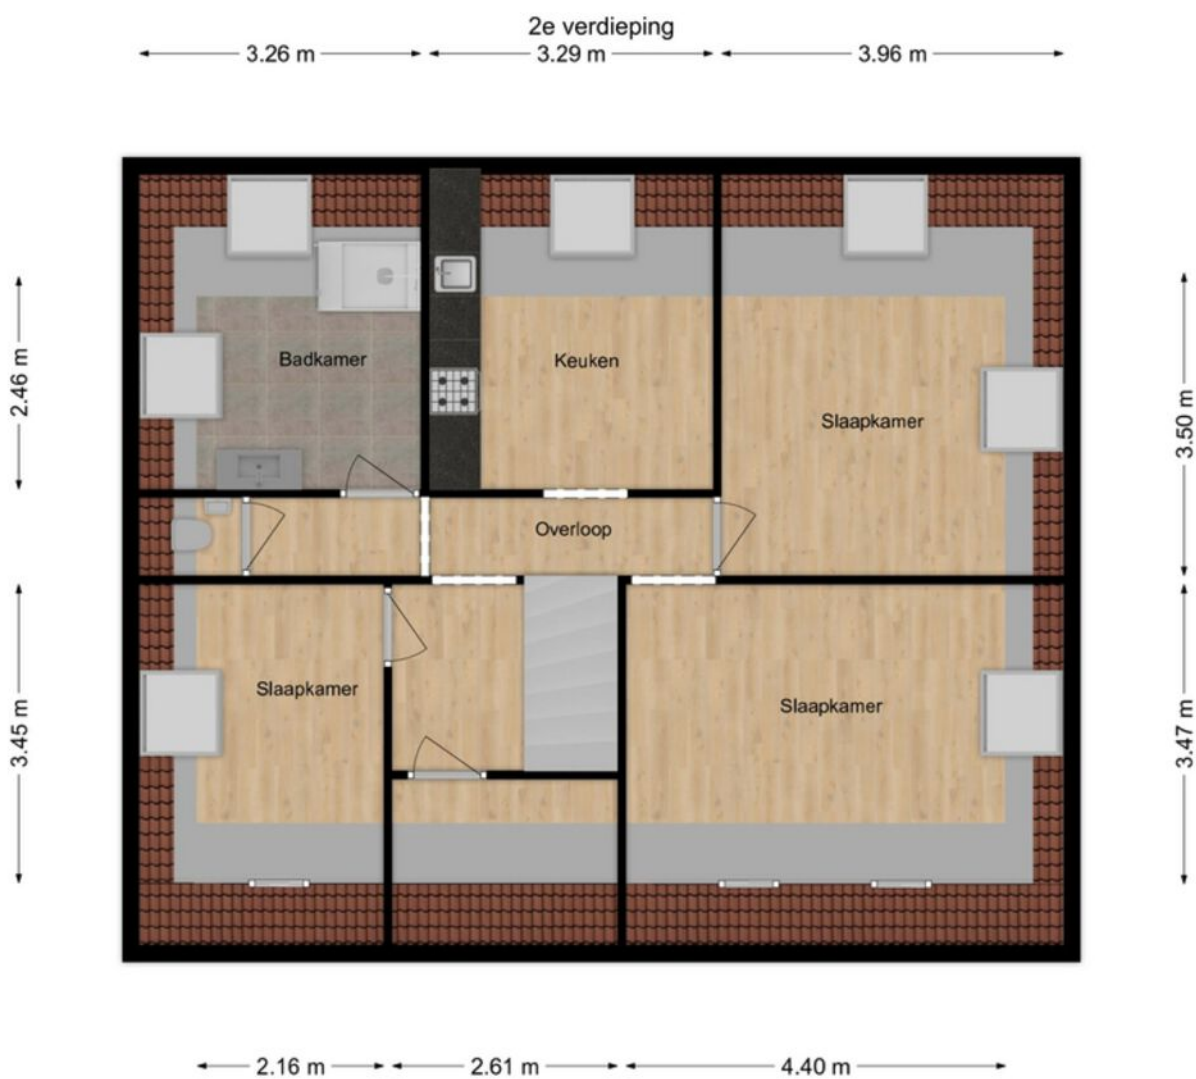 2e verdieping
3.26 m
3.29 m
3.96 m
Badkamer
Keuken
2.46 m
3.50 m
Slaapkamer
Overloop
Slaapkamer
Slaapkamer
3.45 m
3.47 m
2.16 m
2.61 m
4.40 m